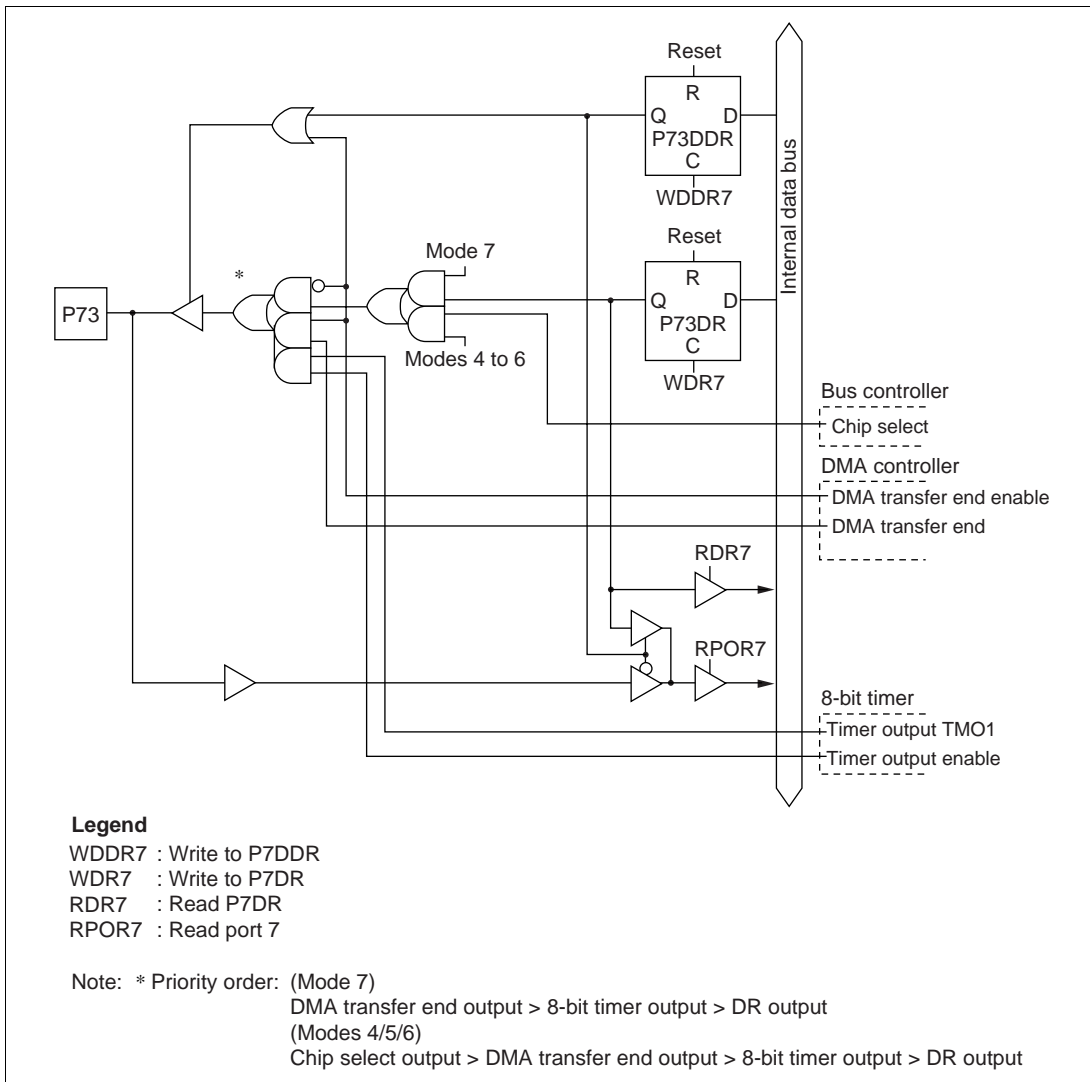 Reset
R
Q D
P73DDR
C
WDDR7
Internal data bus
Reset
R
Q D
P73DR
C
WDR7
Mode 7
*
P73
Modes 4 to 6
Bus controller
Chip select
DMA controller
DMA transfer end enable
DMA transfer end
RDR7
RPOR7
8-bit timer
Timer output TMO1
Timer output enable
Legend
WDDR7 : Write to P7DDR
WDR7 : Write to P7DR
RDR7 : Read P7DR
RPOR7 : Read port 7
Note: * Priority order: (Mode 7)
DMA transfer end output > 8-bit timer output > DR output
(Modes 4/5/6)
Chip select output > DMA transfer end output > 8-bit timer output > DR output